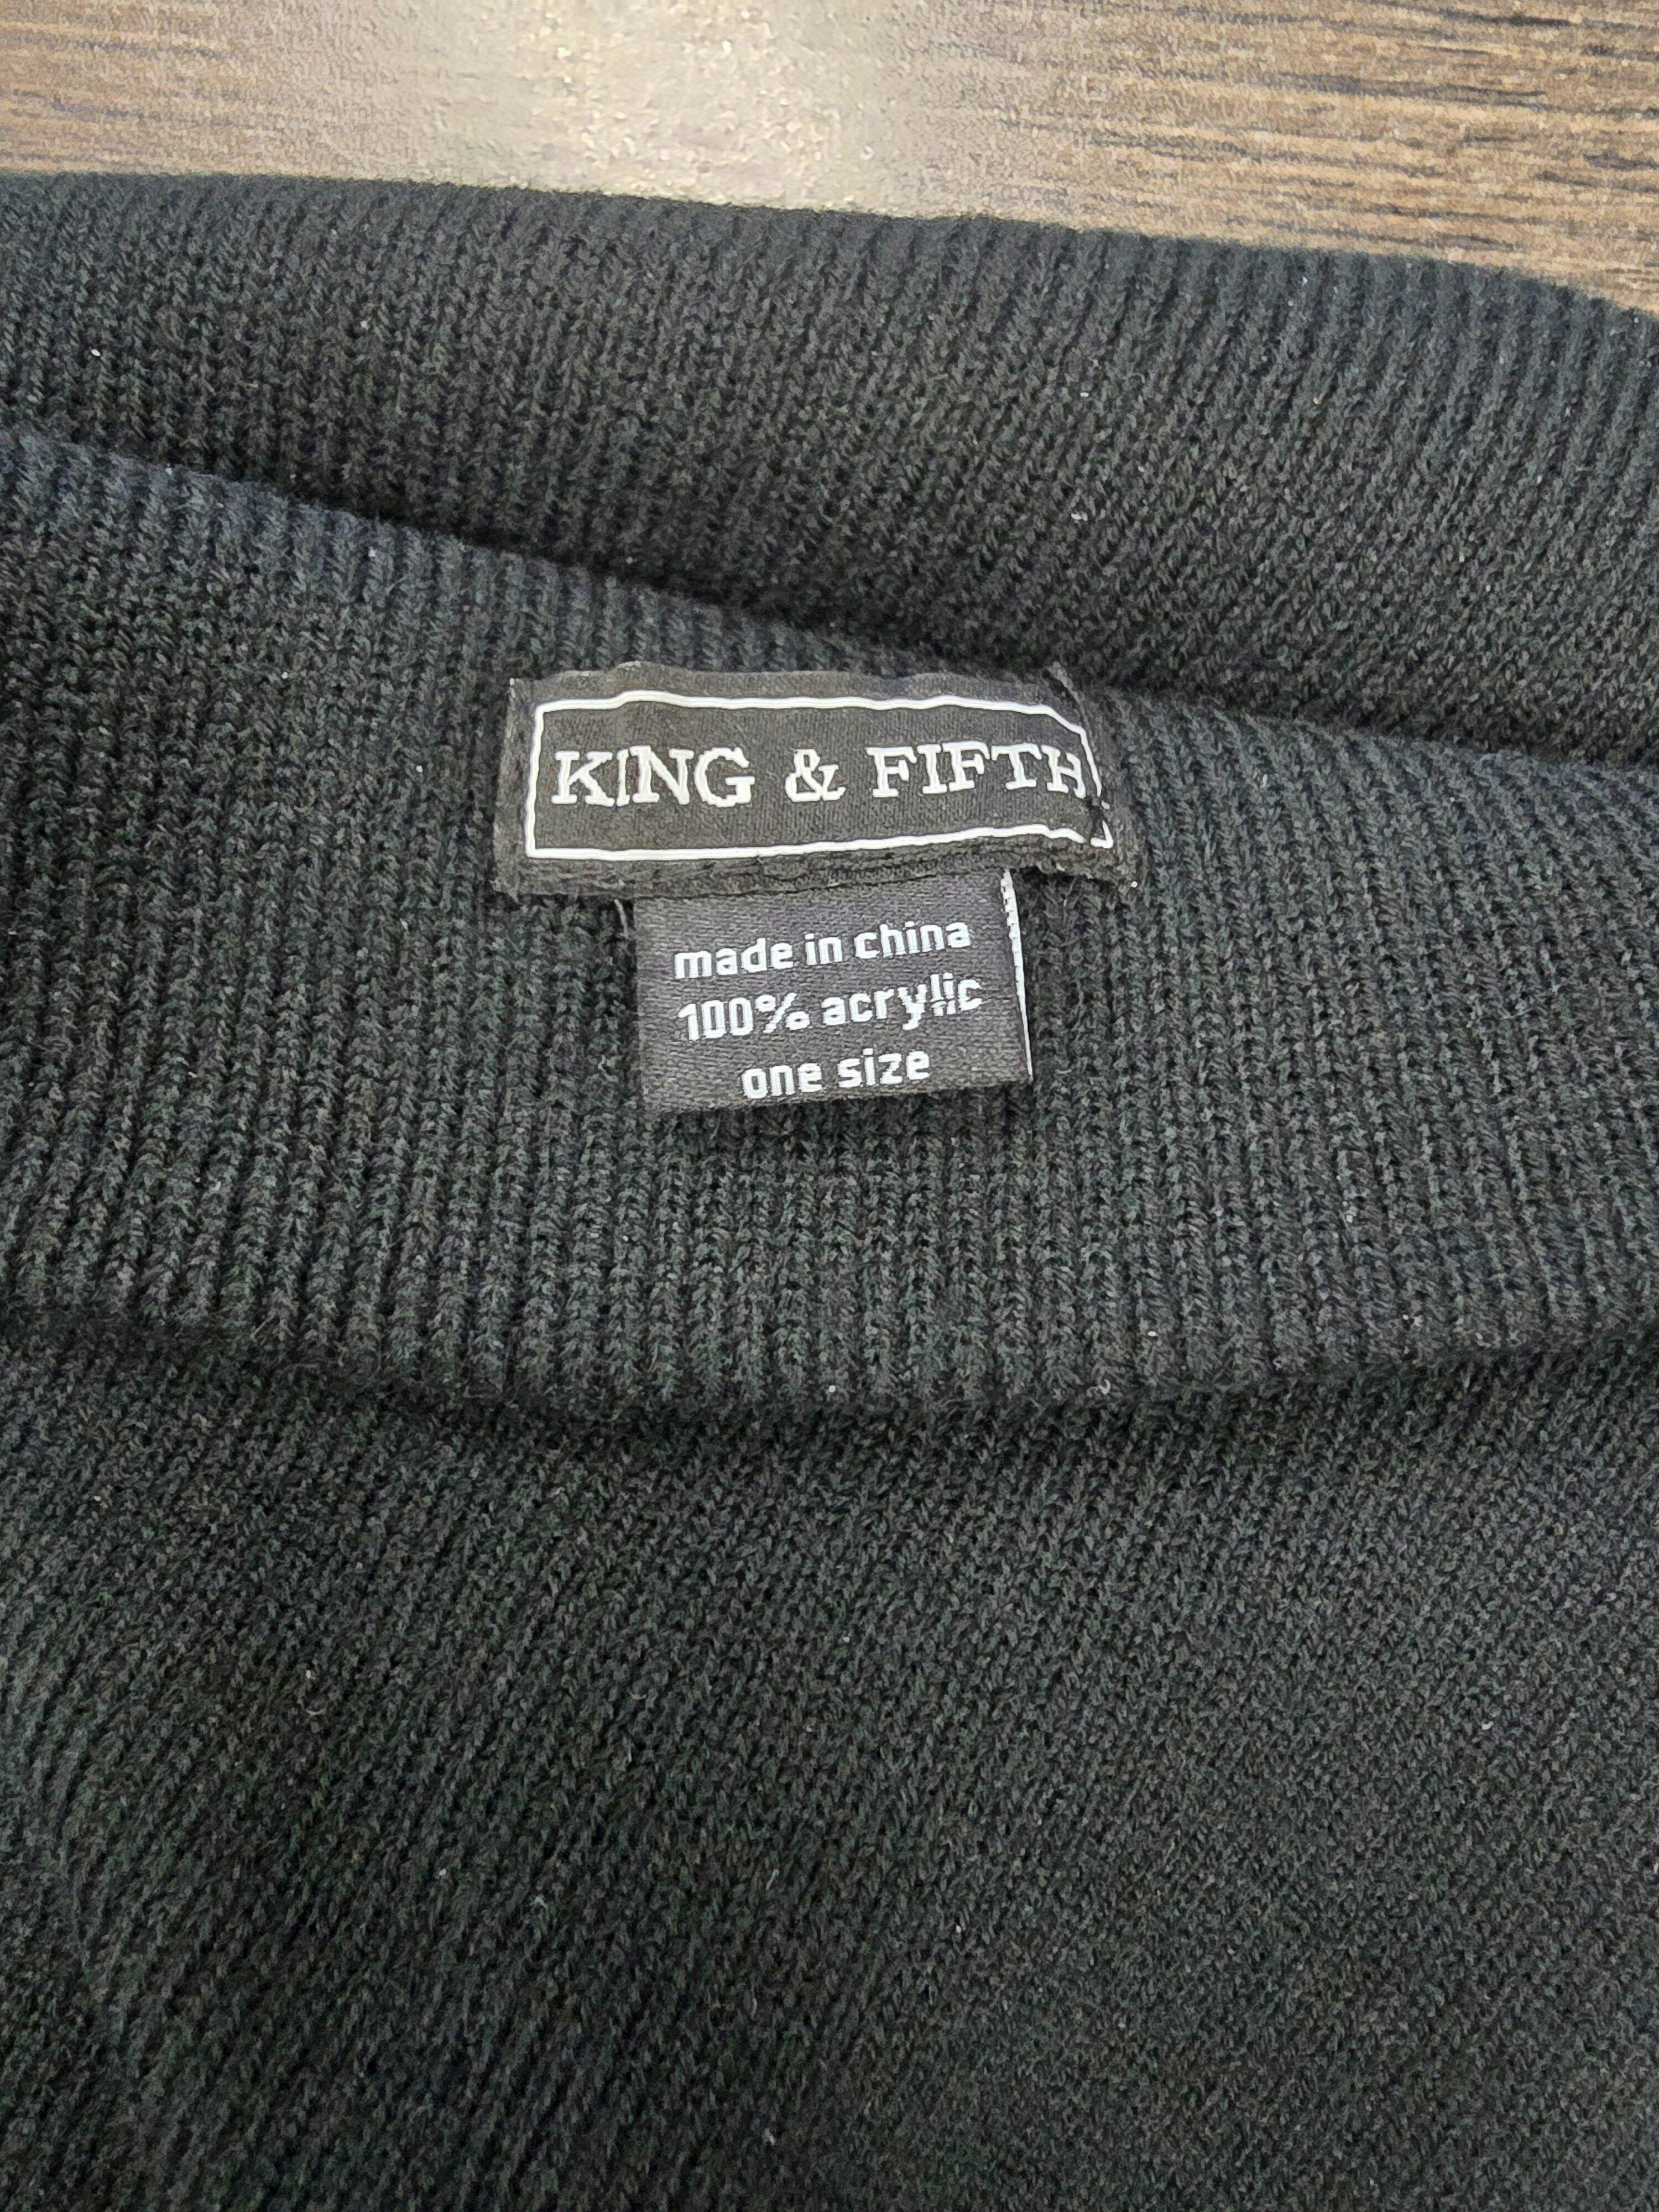 KING & FIFTH
made in china
100% acrylic
one size